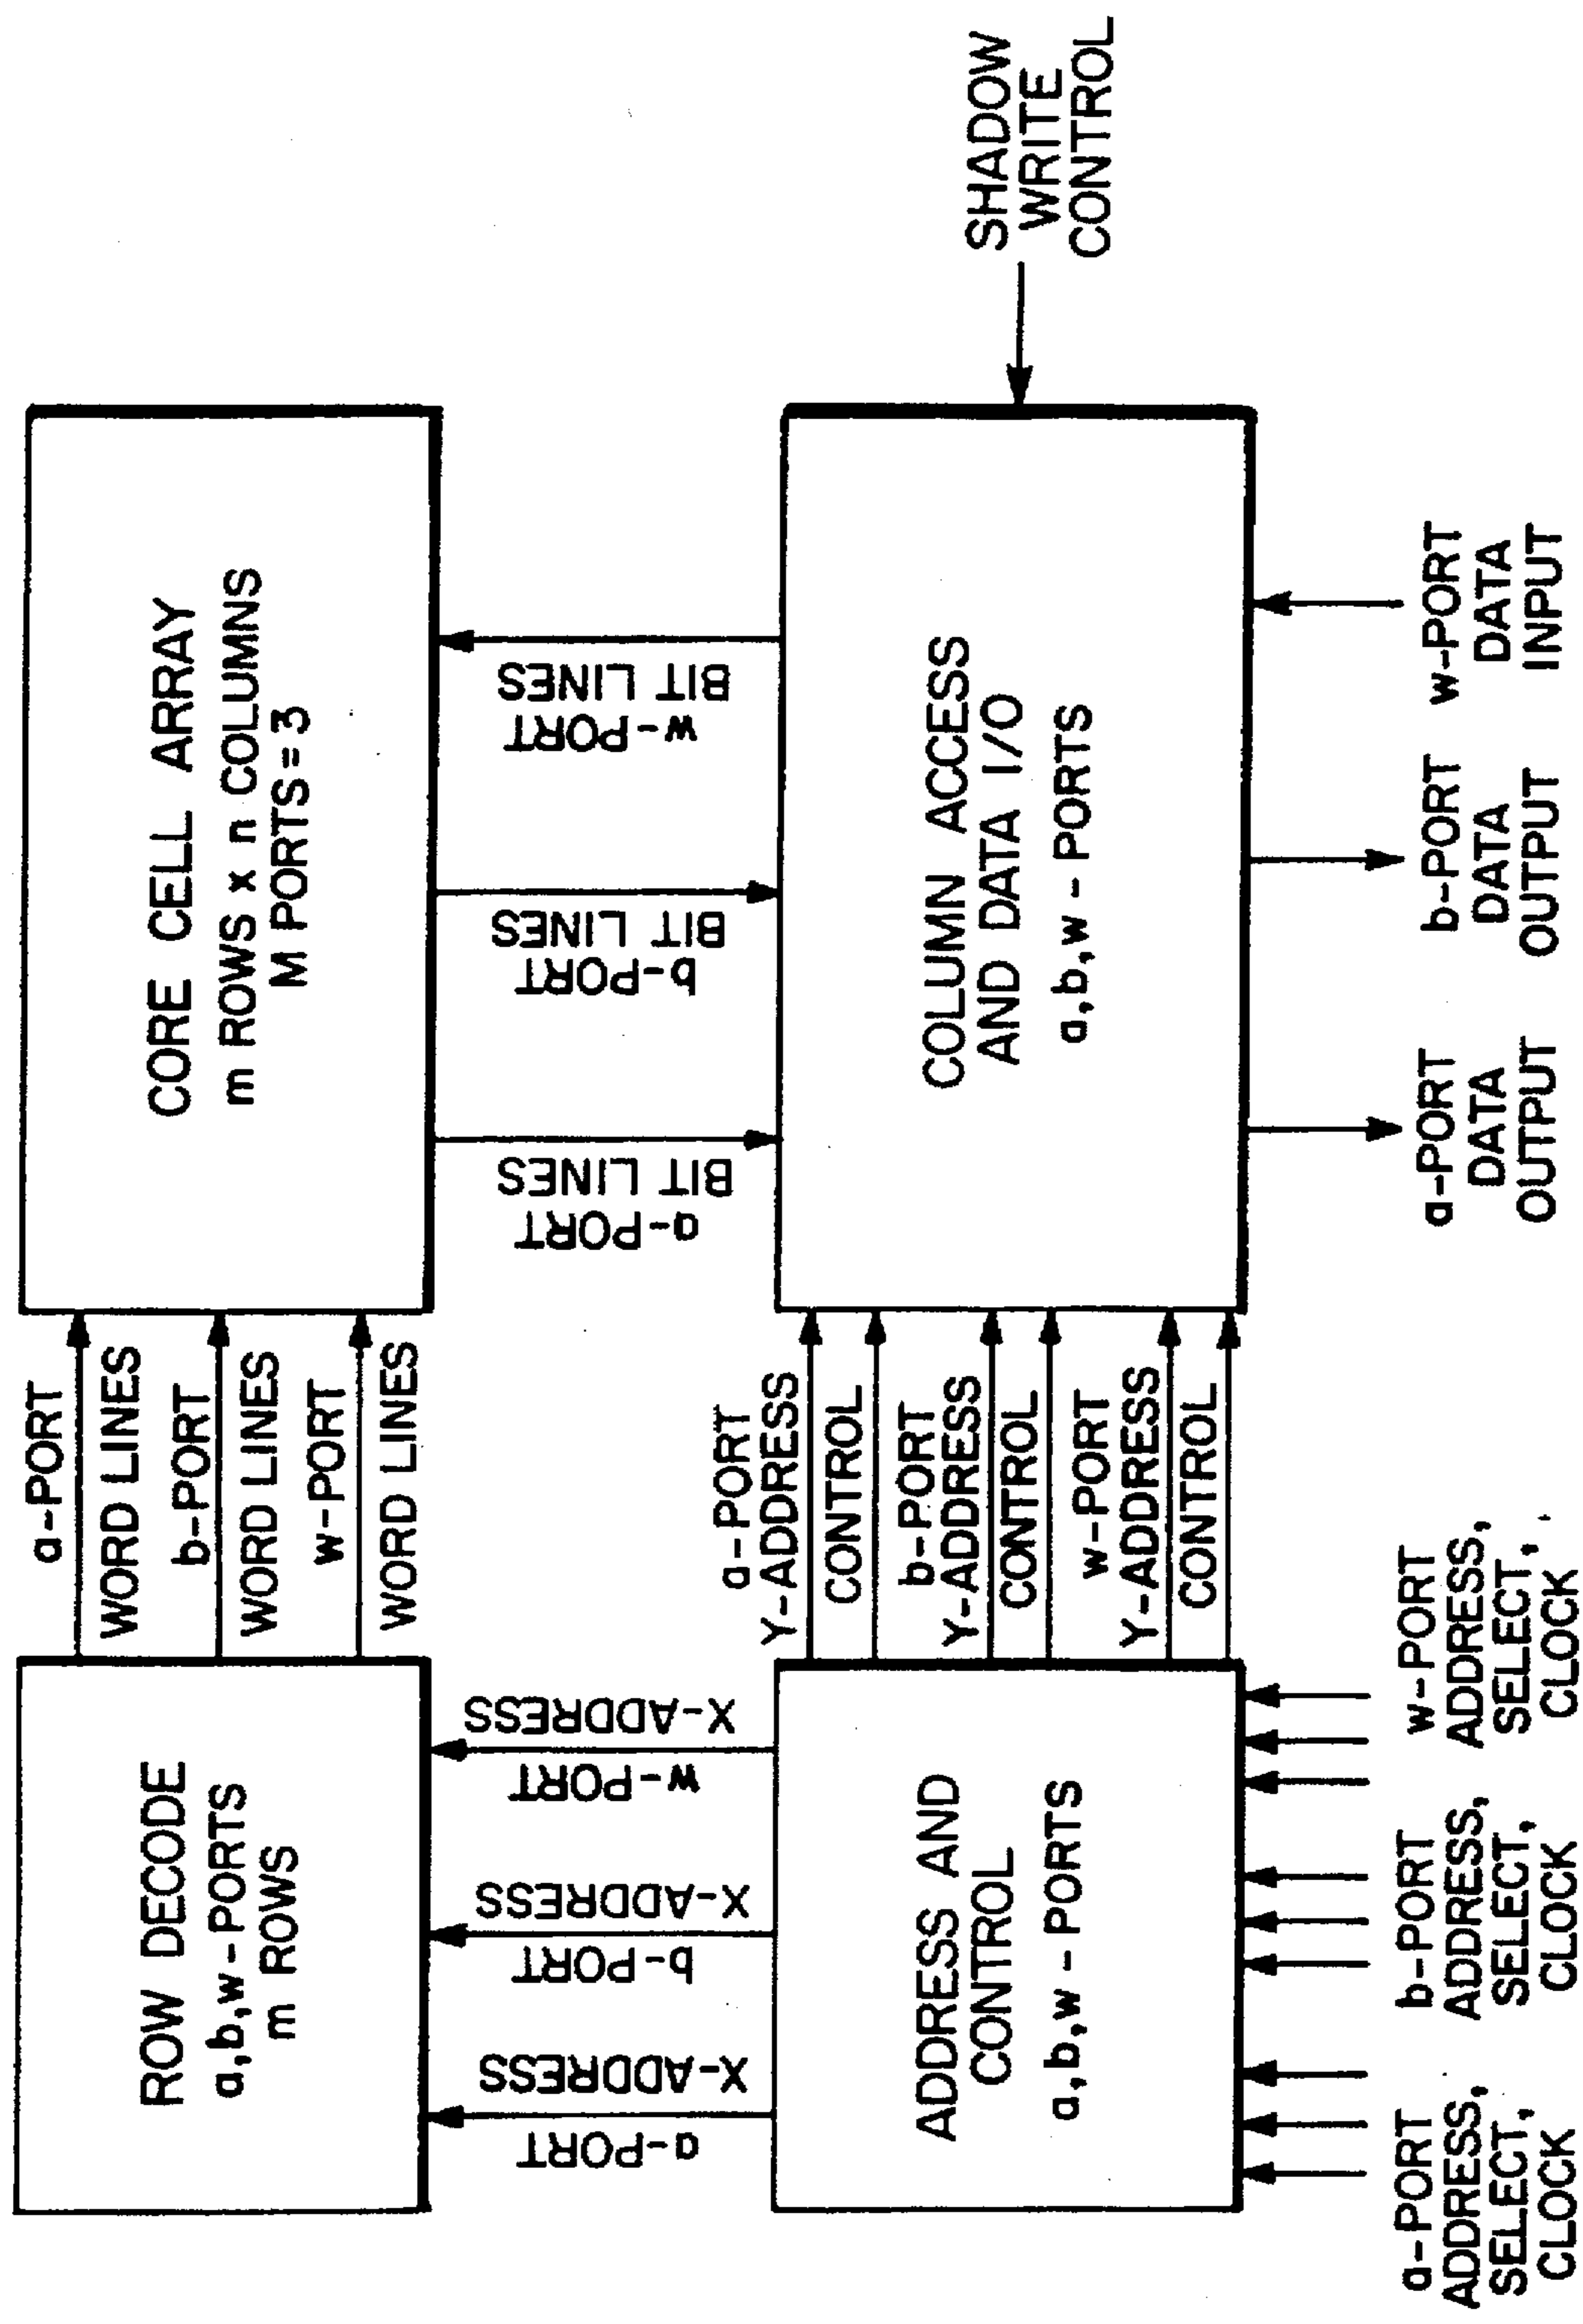 ROW DECODE
a,b,w-PORTS
m ROWS
a-PORT
WORD LINES
b-PORT
WORD LINES
w-PORT
WORD LINES
CORE CELL ARRAY
m ROWS x n COLUMNS
M PORTS=3
a-PORT
X-ADDRESS
b-PORT
X-ADDRESS
w-PORT
X-ADDRESS
a-PORT
BIT LINES
b-PORT
BIT LINES
w-PORT
BIT LINES
ADDRESS AND
CONTROL
a,b,w-PORTS
a-PORT
Y-ADDRESS
CONTROL
b-PORT
Y-ADDRESS
CONTROL
w-PORT
Y-ADDRESS
CONTROL
COLUMN ACCESS
AND DATA I/O
a,b,w-PORTS
SHADOW
WRITE
CONTROL
a-PORT
ADDRESS,
SELECT,
CLOCK
b-PORT
ADDRESS,
SELECT,
CLOCK
w-PORT
ADDRESS,
SELECT,
CLOCK
a-PORT
DATA
OUTPUT
b-PORT
DATA
OUTPUT
w-PORT
DATA
INPUT